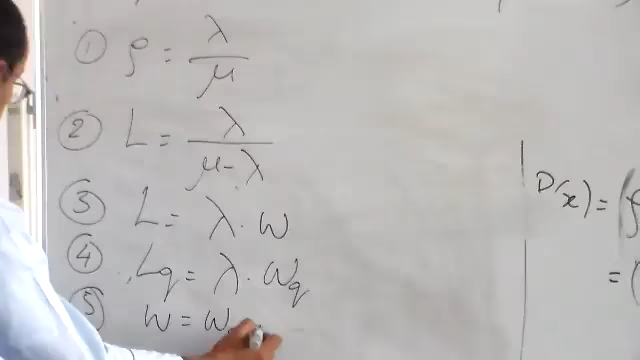 ① ρ = λ / μ
② L = λ / μ - λ
③ L = λ · W
④ Lq = λ · Wq
⑤ W = W
P(x) = (ρ
= (